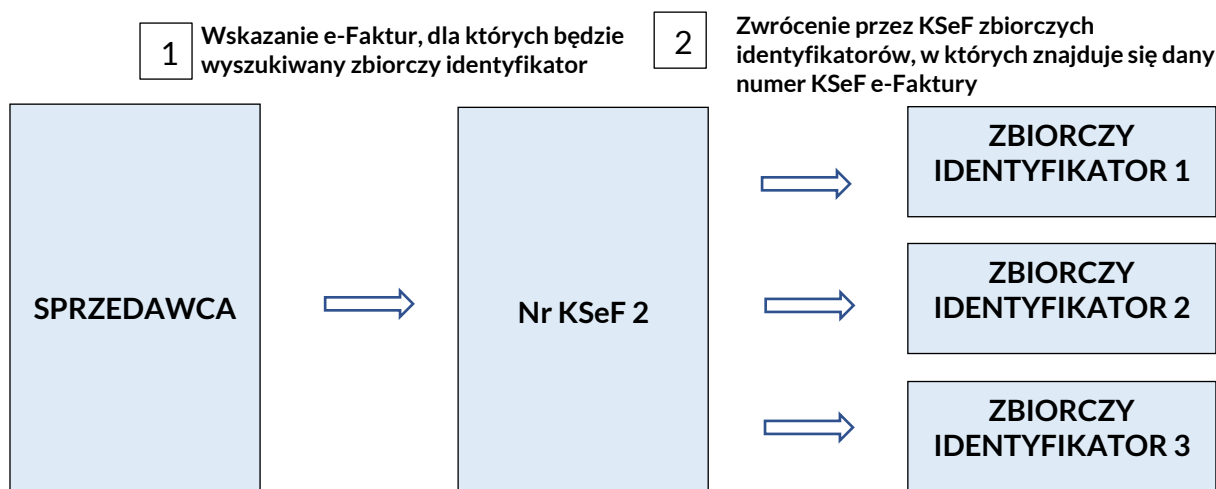 1
Wskazanie e-Faktur, dla których będzie
wyszukiwany zbiorczy identyfikator
2
Zwrócenie przez KSeF zbiorczych
identyfikatorów, w których znajduje się dany
numer KSeF e-Faktury
SPRZEDAWCA
Nr KSeF 2
ZBIORCZY
IDENTYFIKATOR 1
ZBIORCZY
IDENTYFIKATOR 2
ZBIORCZY
IDENTYFIKATOR 3